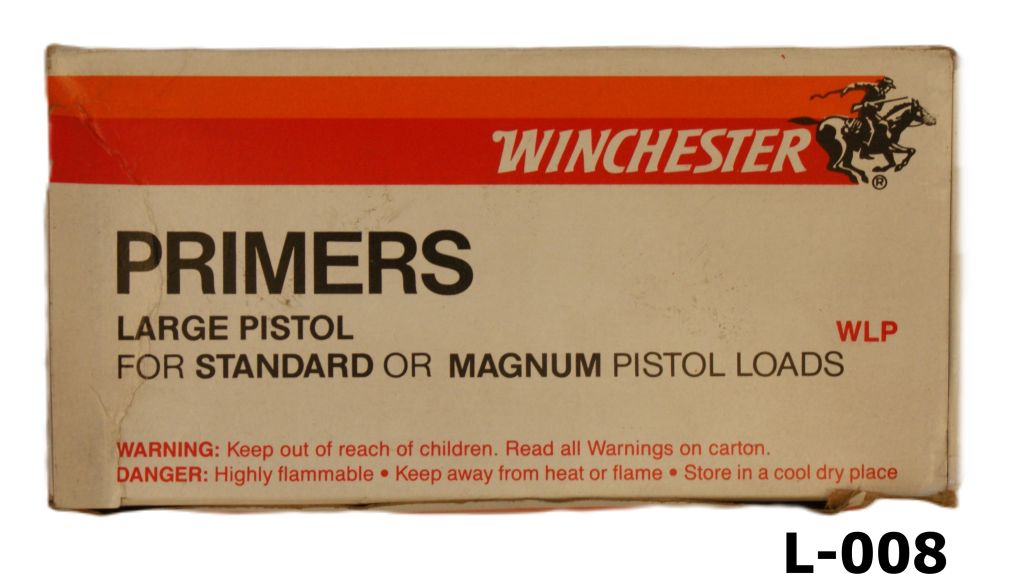 WINCHESTER
®
PRIMERS
LARGE PISTOL
WLP
FOR STANDARD OR MAGNUM PISTOL LOADS
WARNING: Keep out of reach of children. Read all Warnings on carton.
DANGER: Highly flammable • Keep away from heat or flame • Store in a cool dry place
L-008